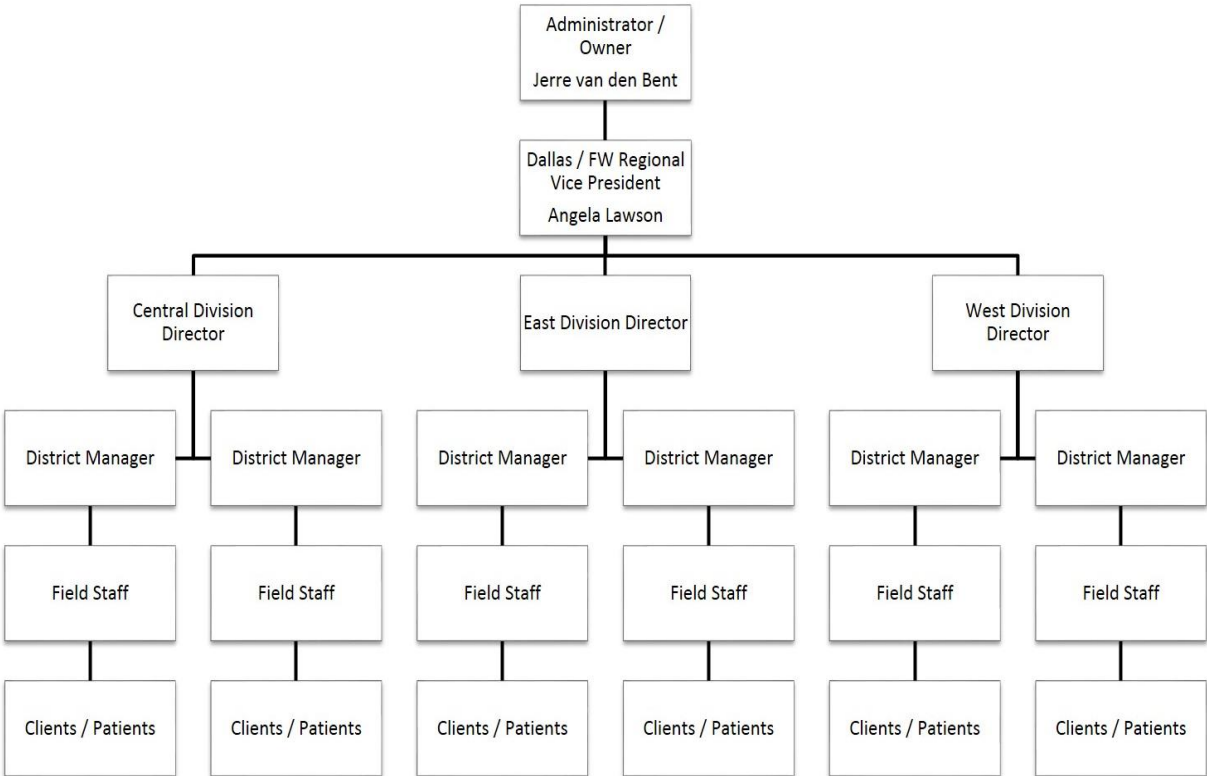 Administrator /
Owner
Jerre van den Bent
Dallas / FW Regional
Vice President
Angela Lawson
Central Division
Director
East Division Director
West Division
Director
District Manager
District Manager
District Manager
District Manager
District Manager
District Manager
Field Staff
Field Staff
Field Staff
Field Staff
Field Staff
Field Staff
Clients / Patients
Clients / Patients
Clients / Patients
Clients / Patients
Clients / Patients
Clients / Patients